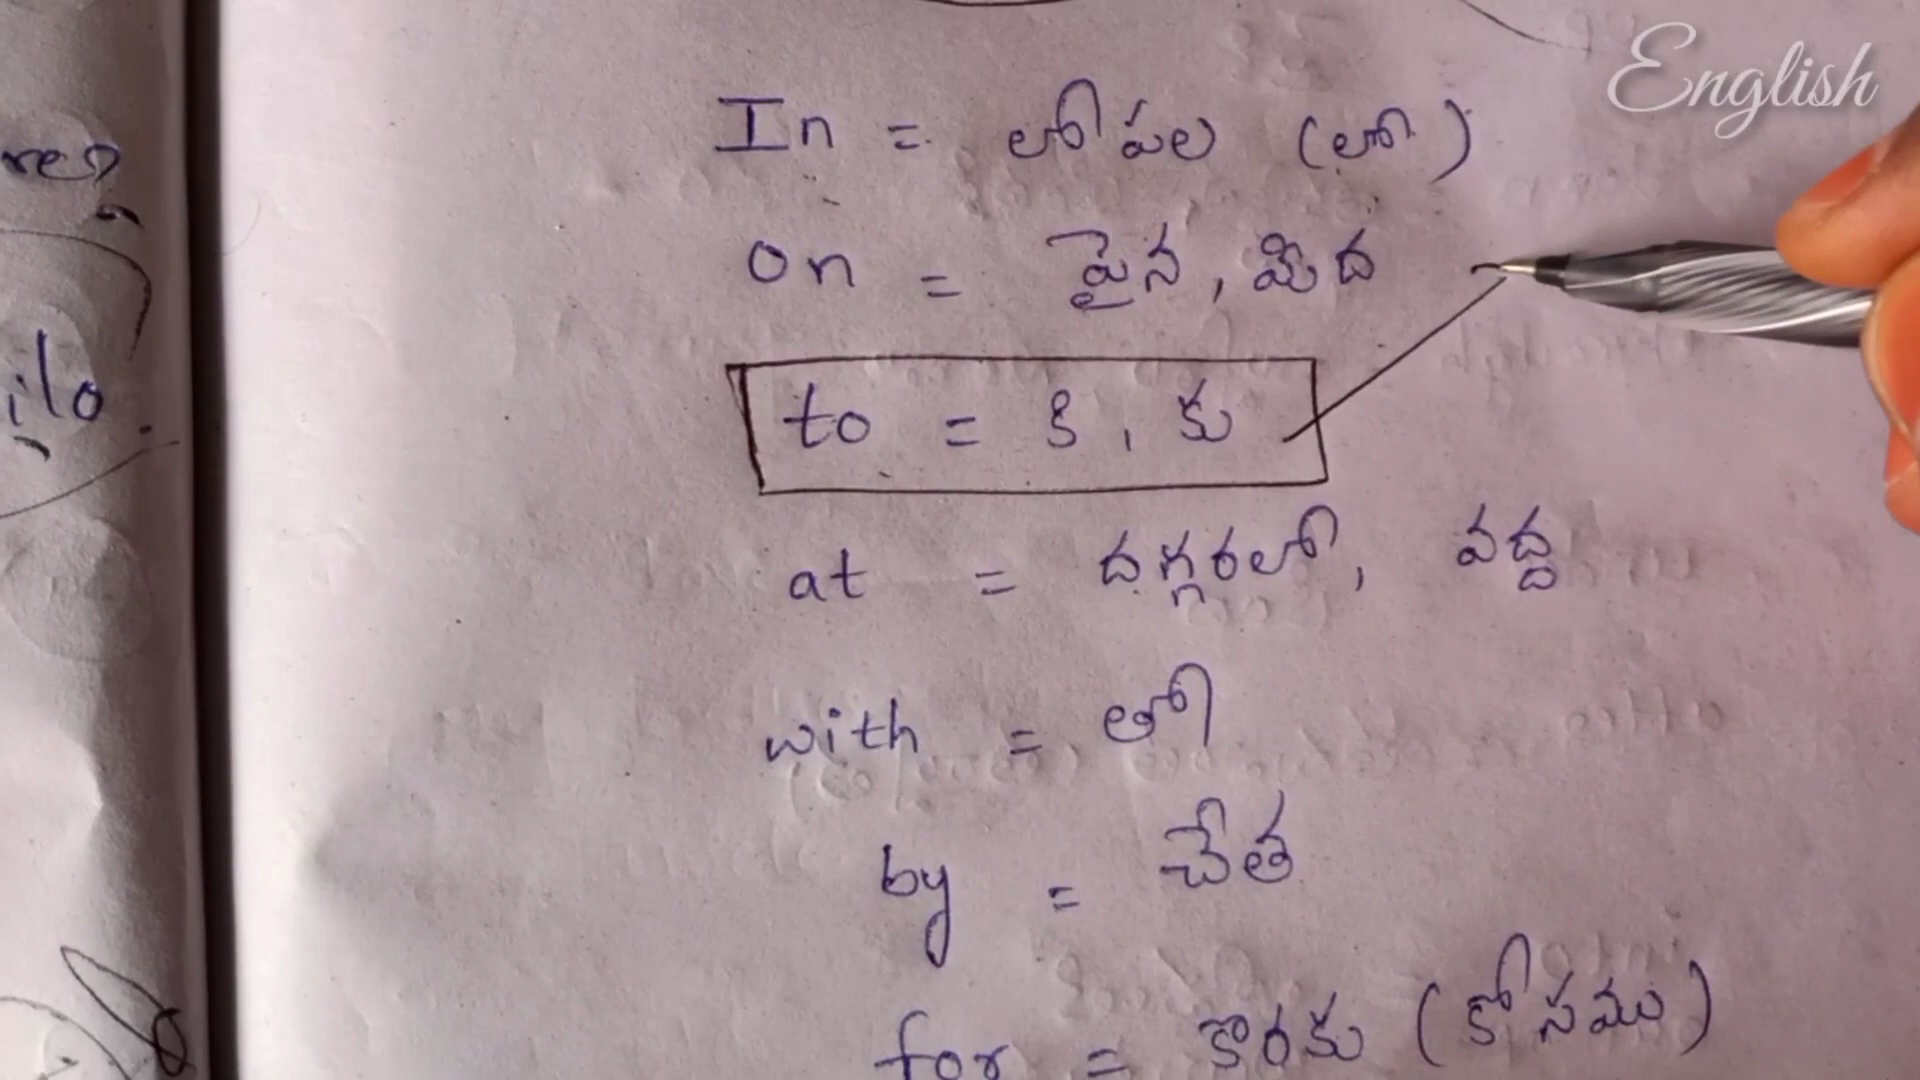 English
In = లోపల (లో)
on = పైన, మీద
to = కి, కు
at = దగ్గరలో, వద్ద
with = తో
by = చేత
for = కొరకు (కోసము)
ilo